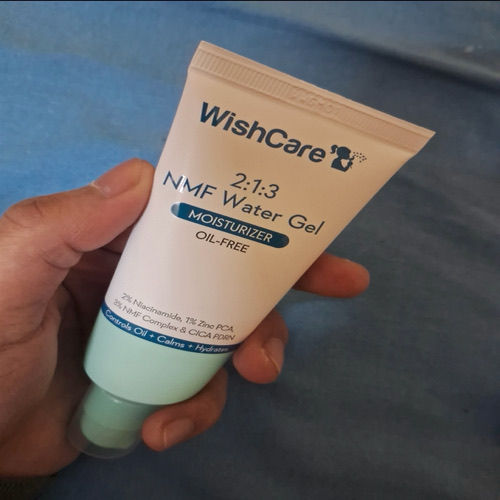 WishCare
2:1:3
NMF Water Gel
MOISTURIZER
OIL-FREE
2% Niacinamide, 1% Zinc PCA,
3% NMF Complex & CICA PDRN
Controls Oil + Calms + Hydrates